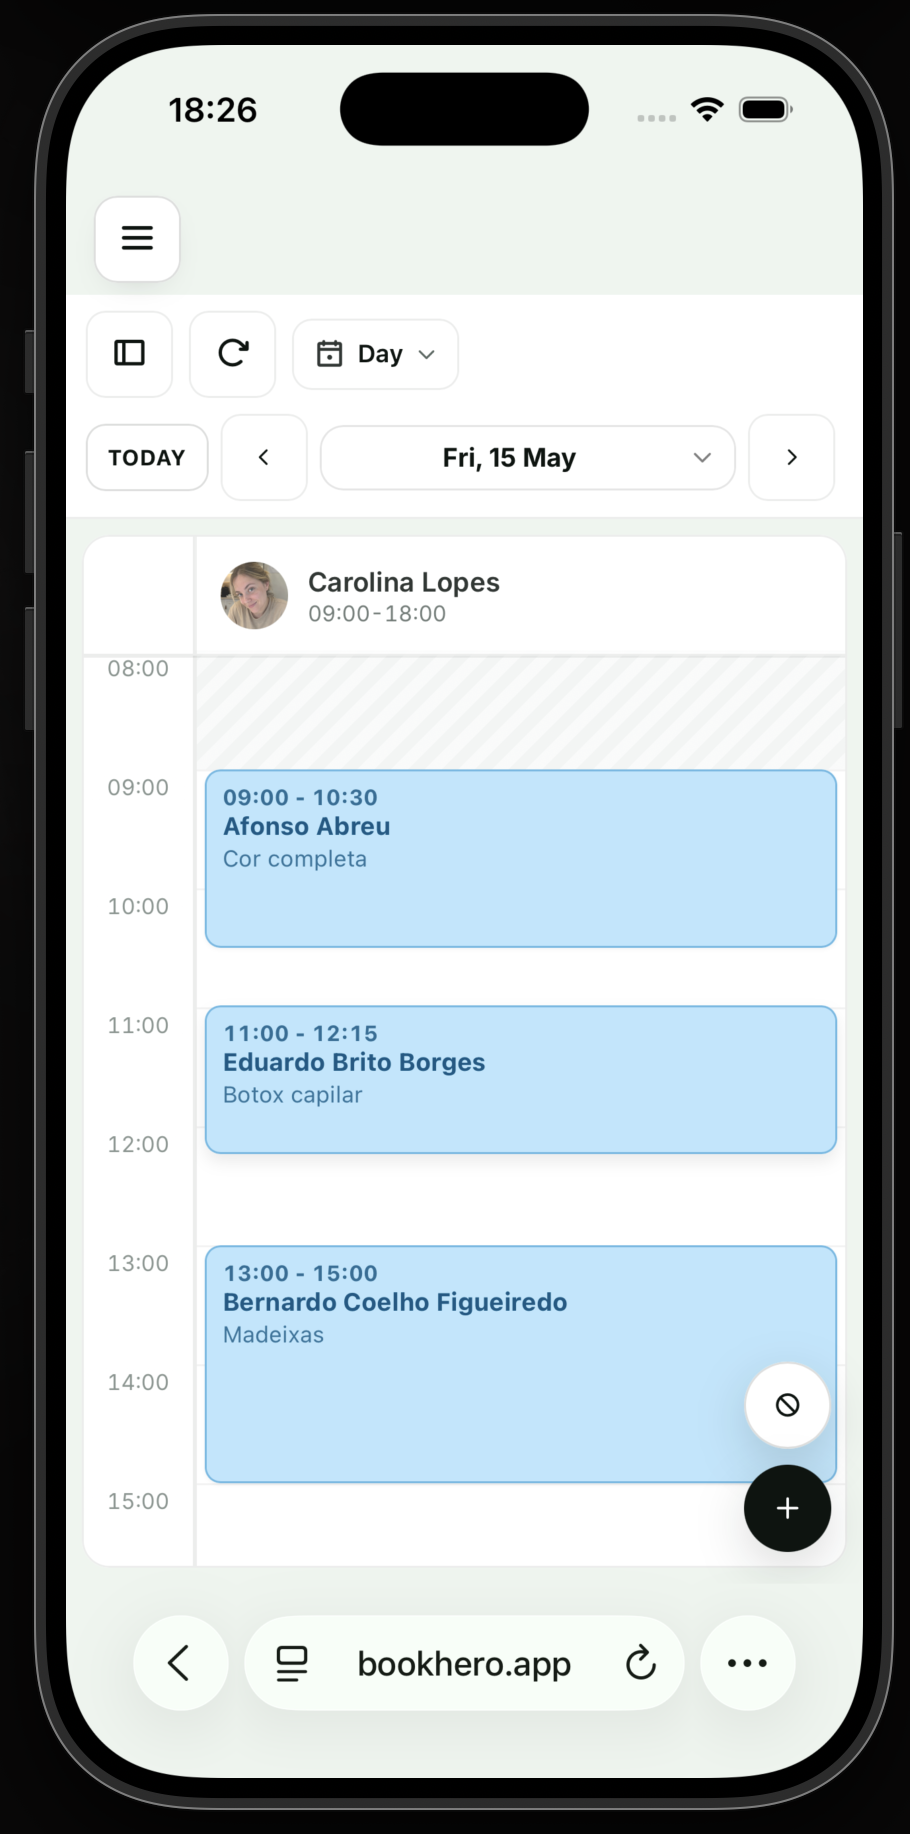 18:26
Day
TODAY
Fri, 15 May
Carolina Lopes
09:00-18:00
08:00
09:00
09:00 - 10:30
Afonso Abreu
Cor completa
10:00
11:00
11:00 - 12:15
Eduardo Brito Borges
Botox capilar
12:00
13:00
13:00 - 15:00
Bernardo Coelho Figueiredo
Madeixas
14:00
15:00
bookhero.app